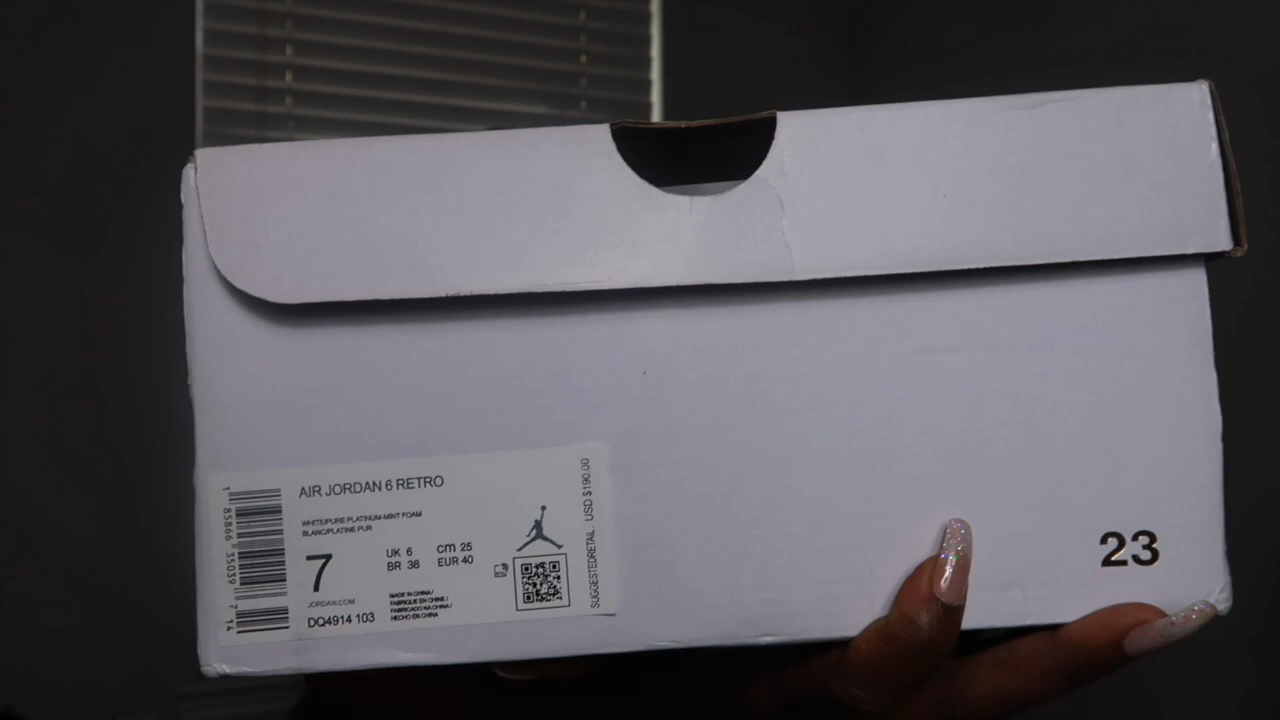 AIR JORDAN 6 RETRO
WHITE/PURE PLATINUM-MINT FOAM
BLANC/PLATINE PUR
7
UK 6 cm 25
BR 38 EUR 40
JORDAN.COM
DQ4914 103
MADE IN CHINA/
FABRIQUE EN CHINE/
FABRICADO NA CHINA/
HECHO EN CHINA
1 85866 35039 7 14
SUGGESTED RETAIL. USD $190.00
23